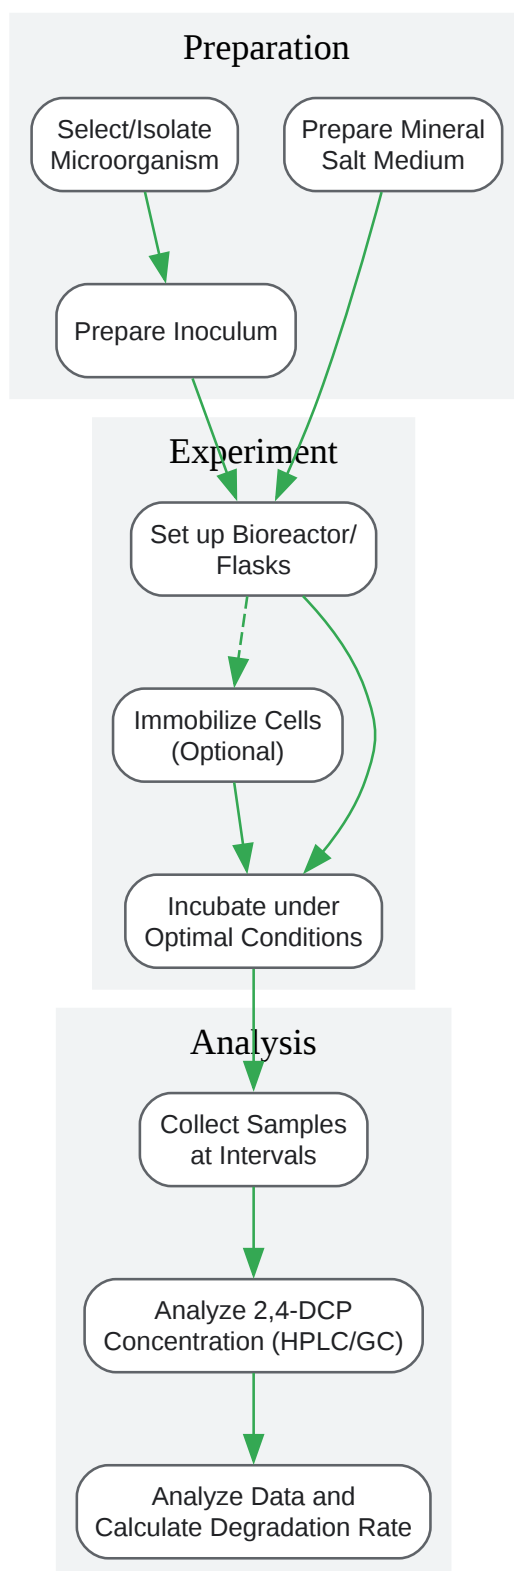 Preparation
Select/Isolate
Microorganism
Prepare Mineral
Salt Medium
Prepare Inoculum
Experiment
Set up Bioreactor/
Flasks
Immobilize Cells
(Optional)
Incubate under
Optimal Conditions
Analysis
Collect Samples
at Intervals
Analyze 2,4-DCP
Concentration (HPLC/GC)
Analyze Data and
Calculate Degradation Rate